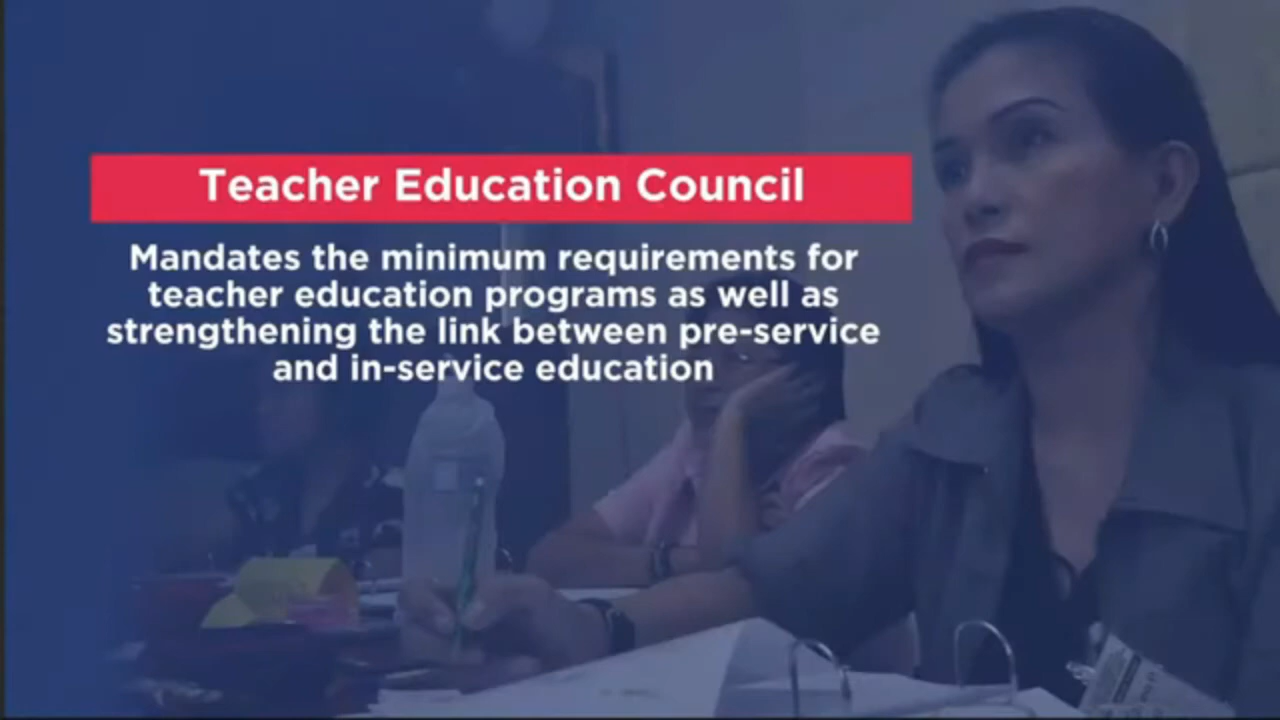 Teacher Education Council
Mandates the minimum requirements for
teacher education programs as well as
strengthening the link between pre-service
and in-service education